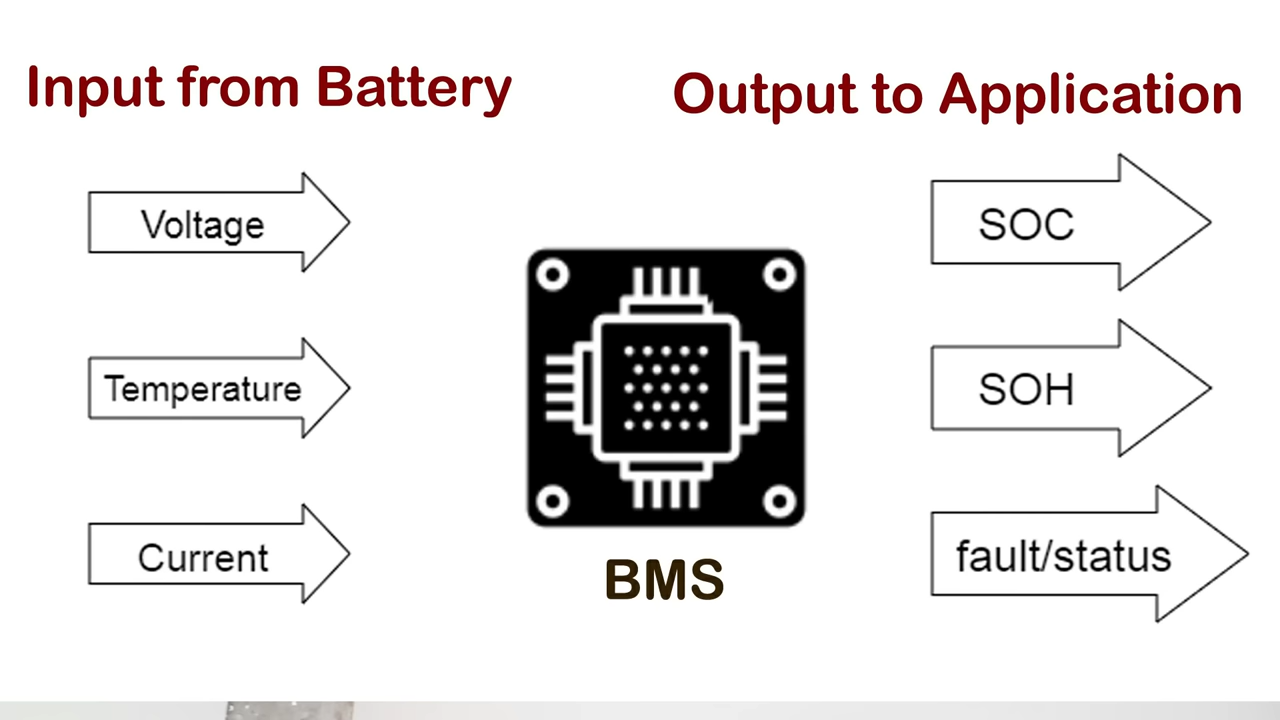 Input from Battery
Output to Application
Voltage
SOC
Temperature
SOH
Current
fault/status
BMS